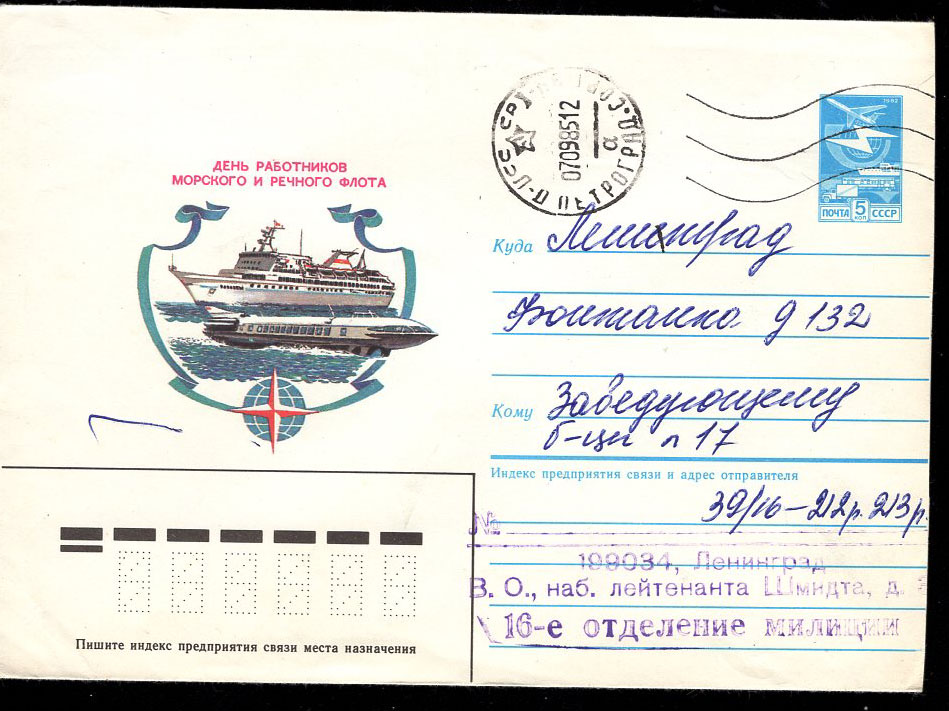 ДЕНЬ РАБОТНИКОВ
МОРСКОГО И РЕЧНОГО ФЛОТА
07098512
а
1982
ПОЧТА 5 КОП СССР
Куда Ленинград
Фонтанка д 132
Кому Заведующему
б-цы п 17
Индекс предприятия связи и адрес отправителя
39/16-212р. 213р.
№
199034, Ленинград
В. О., наб. лейтенанта Шмидта, д.
16-е отделение милиции
Пишите индекс предприятия связи места назначения